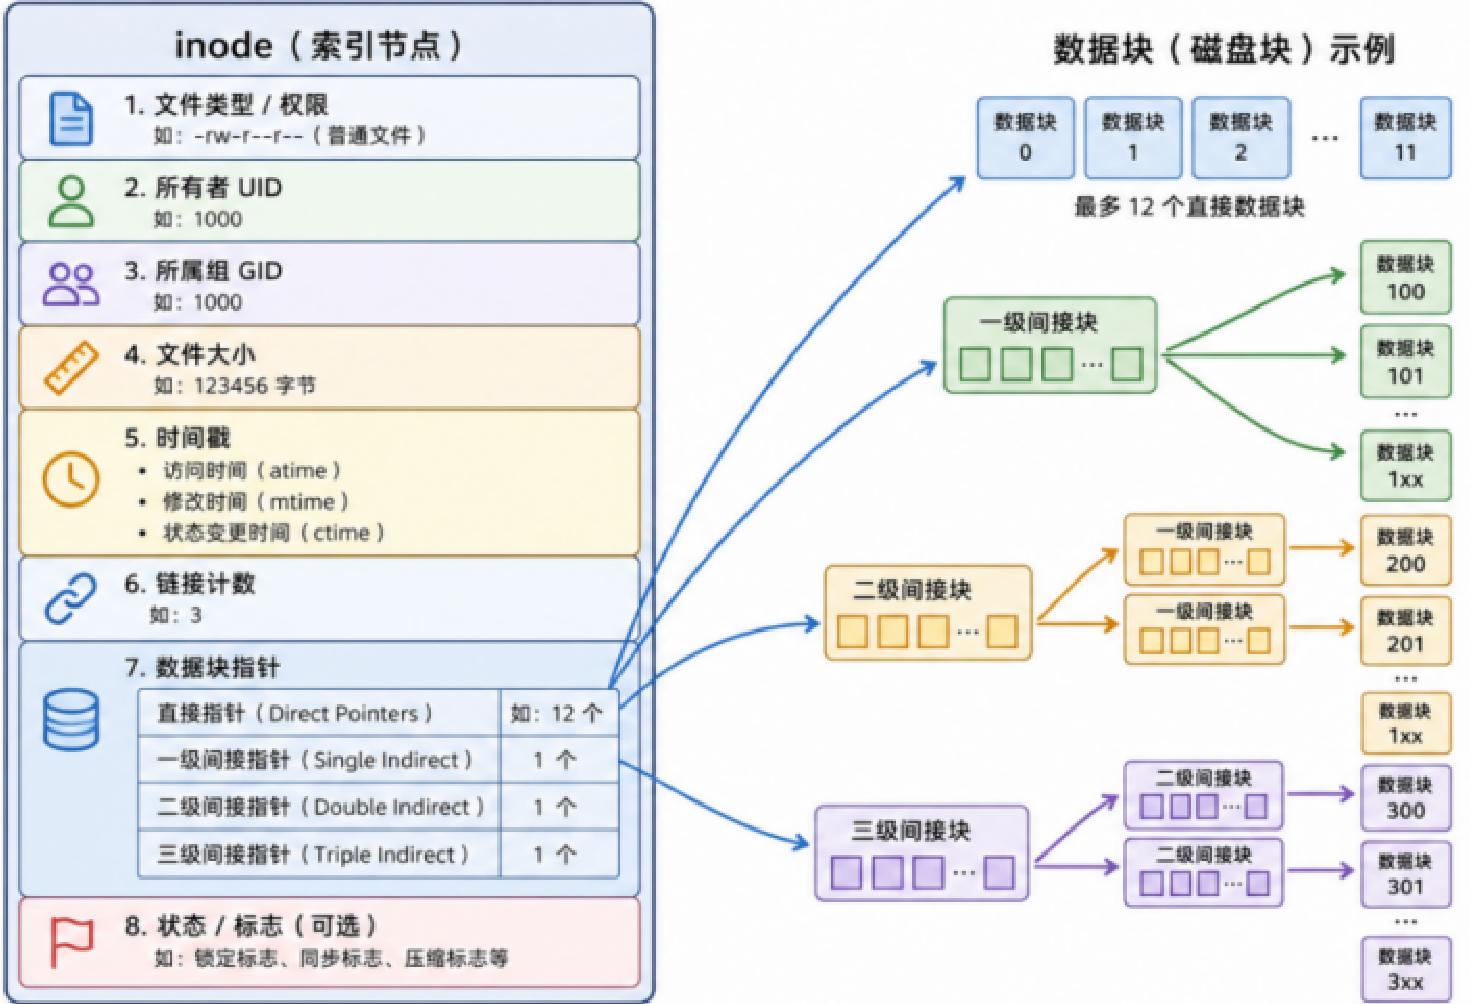 inode（索引节点）
1. 文件类型 / 权限
如：-rw-r--r--（普通文件）
2. 所有者 UID
如：1000
3. 所属组 GID
如：1000
4. 文件大小
如：123456 字节
5. 时间戳
• 访问时间（atime）
• 修改时间（mtime）
• 状态变更时间（ctime）
6. 链接计数
如：3
7. 数据块指针
直接指针（Direct Pointers） 如：12 个
一级间接指针（Single Indirect） 1 个
二级间接指针（Double Indirect） 1 个
三级间接指针（Triple Indirect） 1 个
8. 状态 / 标志（可选）
如：锁定标志、同步标志、压缩标志等
数据块（磁盘块）示例
数据块 数据块 数据块 数据块
0 1 2 ... 11
最多 12 个直接数据块
一级间接块
...
数据块
100
数据块
101
...
数据块
1xx
二级间接块
...
一级间接块
...
一级间接块
...
数据块
200
数据块
201
...
数据块
1xx
三级间接块
...
二级间接块
...
二级间接块
...
数据块
300
数据块
301
...
数据块
3xx